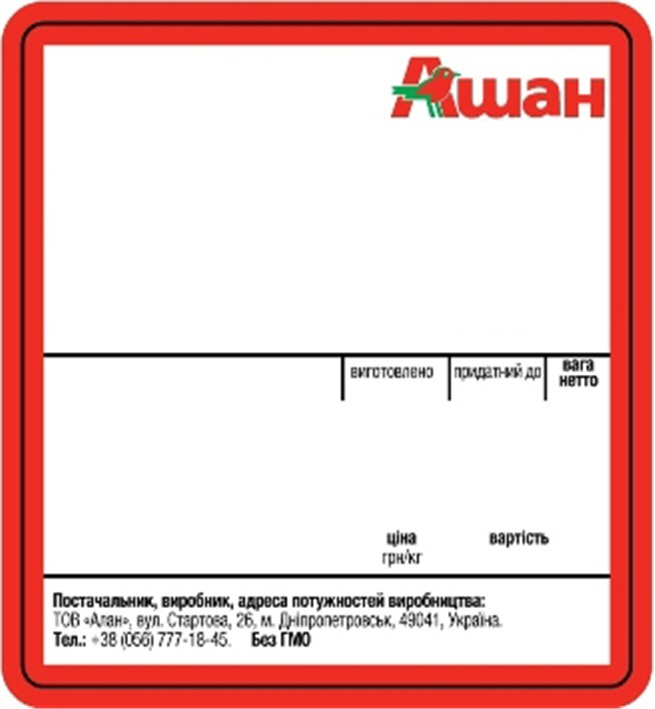 Ашан
виготовлено придатний до вага нетто
ціна вартість
грн/кг
Постачальник, виробник, адреса потужностей виробництва:
ТОВ «Алан», вул. Стартова, 26, м. Дніпропетровськ, 49041, Україна.
Тел.: +38 (056) 777-18-45. Без ГМО